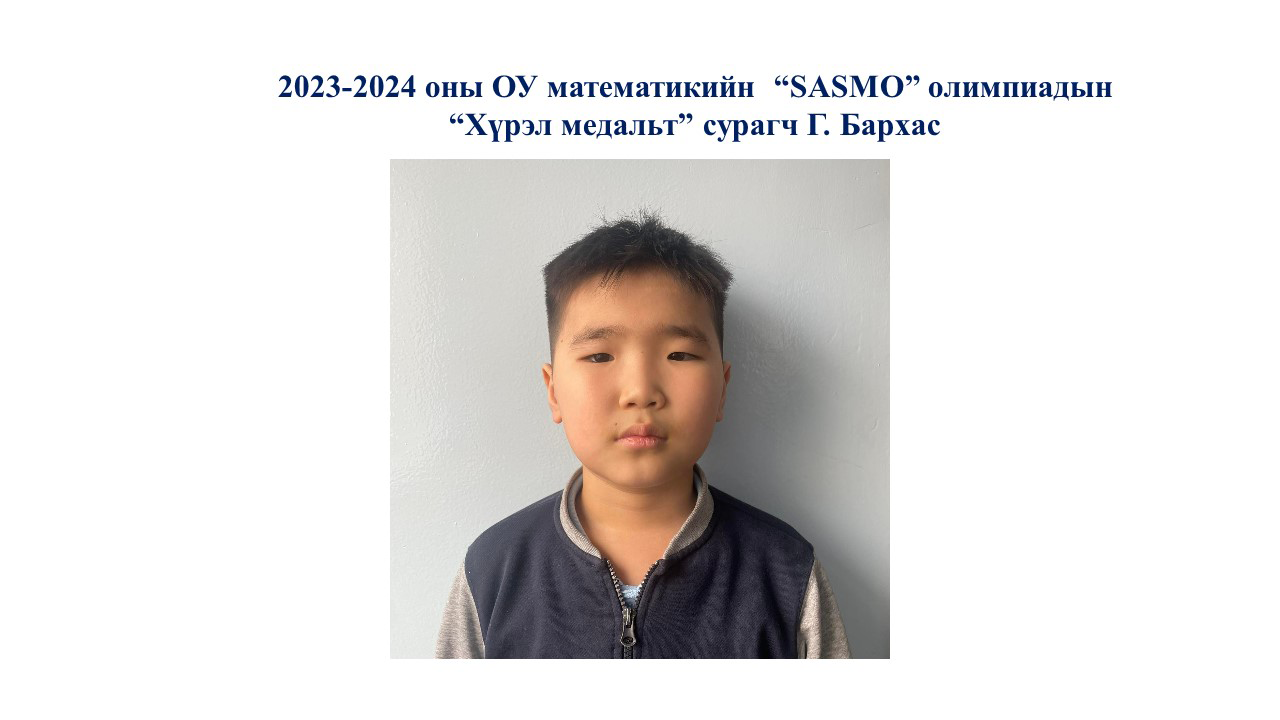 2023-2024 оны ОУ математикийн “SASMO” олимпиадын
“Хүрэл медальт” сурагч Г. Бархас